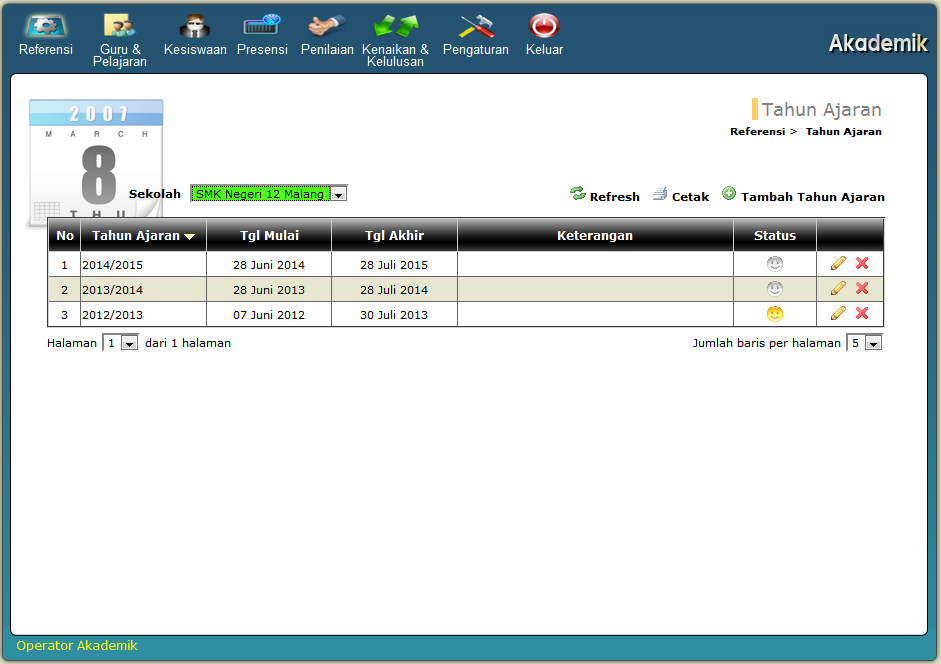 Referensi
Guru &
Pelajaran
Kesiswaan
Presensi
Penilaian
Kenaikan &
Kelulusan
Pengaturan
Keluar
Akademik
2007
MARCH
8
THU
Tahun Ajaran
Referensi > Tahun Ajaran
Sekolah SMK Negeri 12 Malang
Refresh Cetak Tambah Tahun Ajaran
No Tahun Ajaran Tgl Mulai Tgl Akhir Keterangan Status
1 2014/2015 28 Juni 2014 28 Juli 2015
2 2013/2014 28 Juni 2013 28 Juli 2014
3 2012/2013 07 Juni 2012 30 Juli 2013
Halaman 1 dari 1 halaman Jumlah baris per halaman 5
Operator Akademik